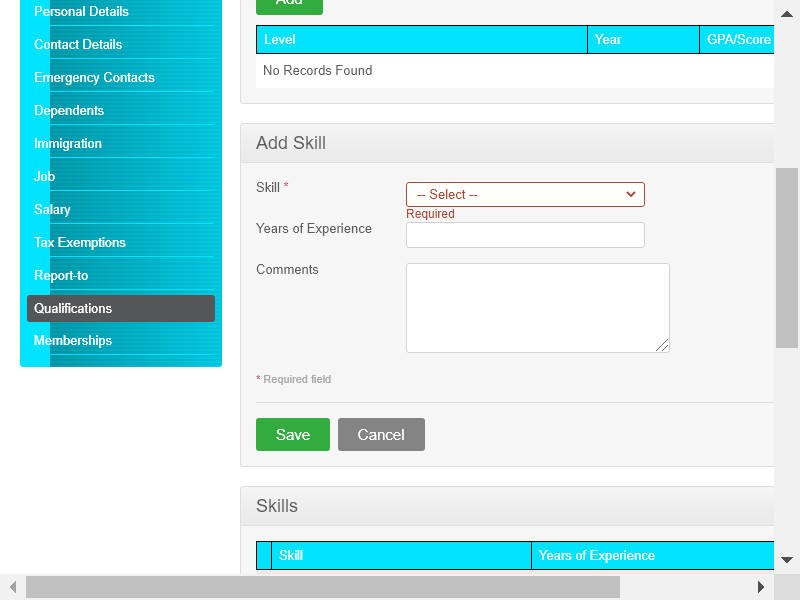 Personal Details
Contact Details
Emergency Contacts
Dependents
Immigration
Job
Salary
Tax Exemptions
Report-to
Qualifications
Memberships
Add
Level Year GPA/Score
No Records Found
Add Skill
Skill *
-- Select --
Required
Years of Experience
Comments
* Required field
Save Cancel
Skills
Skill Years of Experience